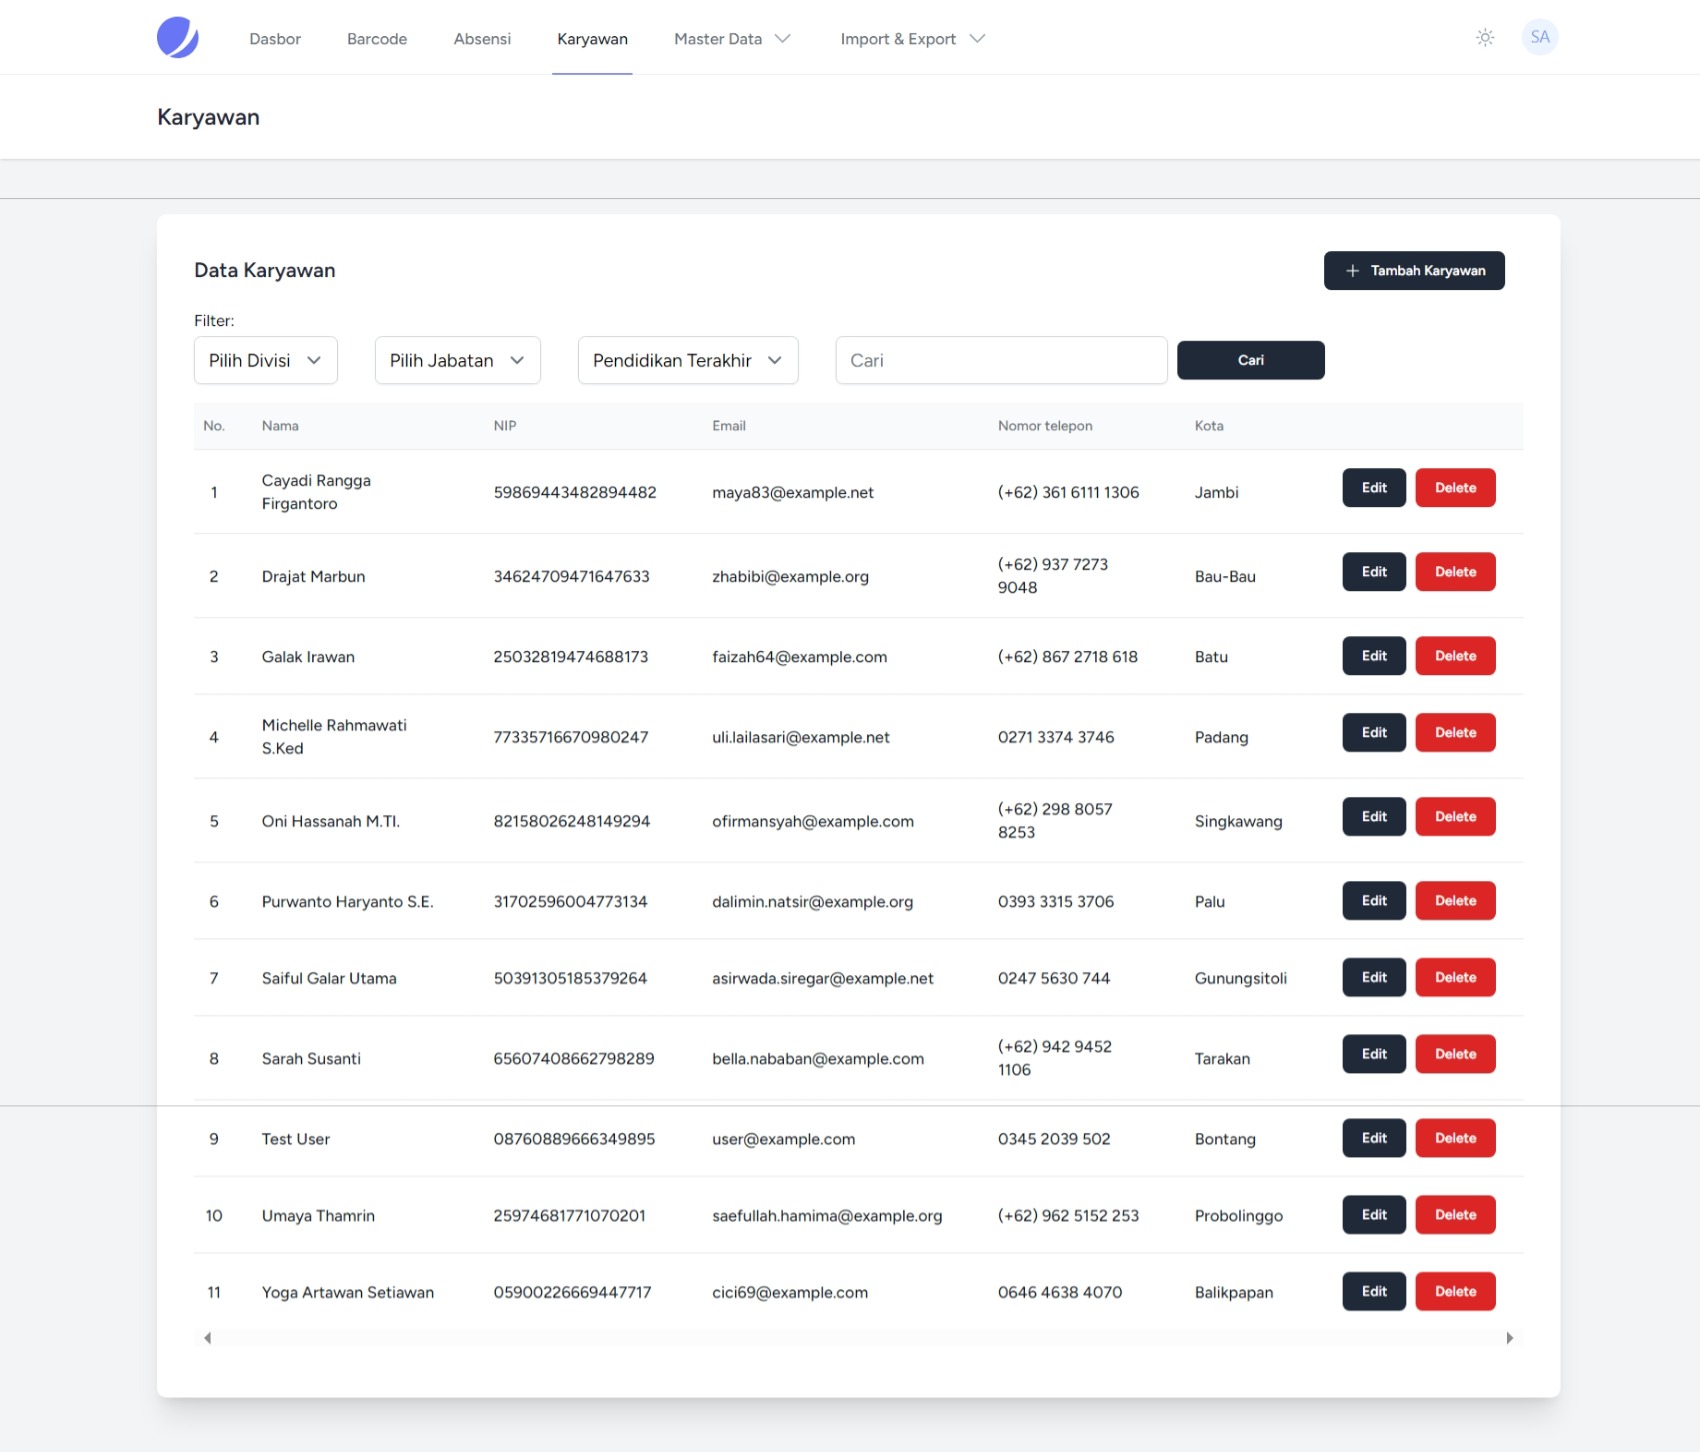 Dasbor Barcode Absensi Karyawan Master Data Import & Export SA
Karyawan
Data Karyawan Tambah Karyawan
Filter:
Pilih Divisi Pilih Jabatan Pendidikan Terakhir Cari Cari
No. Nama NIP Email Nomor telepon Kota
1 Cayadi Rangga Firgantoro 59869443482894482 maya83@example.net (+62) 361 6111 1306 Jambi Edit Delete
2 Drajat Marbun 34624709471647633 zhabibi@example.org (+62) 937 7273 9048 Bau-Bau Edit Delete
3 Galak Irawan 25032819474688173 faizah64@example.com (+62) 867 2718 618 Batu Edit Delete
4 Michelle Rahmawati S.Ked 77335716670980247 uli.lailasari@example.net 0271 3374 3746 Padang Edit Delete
5 Oni Hassanah M.TI. 82158026248149294 ofirmansyah@example.com (+62) 298 8057 8253 Singkawang Edit Delete
6 Purwanto Haryanto S.E. 31702596004773134 dalimin.natsir@example.org 0393 3315 3706 Palu Edit Delete
7 Saiful Galar Utama 50391305185379264 asirwada.siregar@example.net 0247 5630 744 Gunungsitoli Edit Delete
8 Sarah Susanti 65607408662798289 bella.nababan@example.com (+62) 942 9452 1106 Tarakan Edit Delete
9 Test User 08760889666349895 user@example.com 0345 2039 502 Bontang Edit Delete
10 Umaya Thamrin 25974681771070201 saefullah.hamima@example.org (+62) 962 5152 253 Probolinggo Edit Delete
11 Yoga Artawan Setiawan 05900226669447717 cici69@example.com 0646 4638 4070 Balikpapan Edit Delete